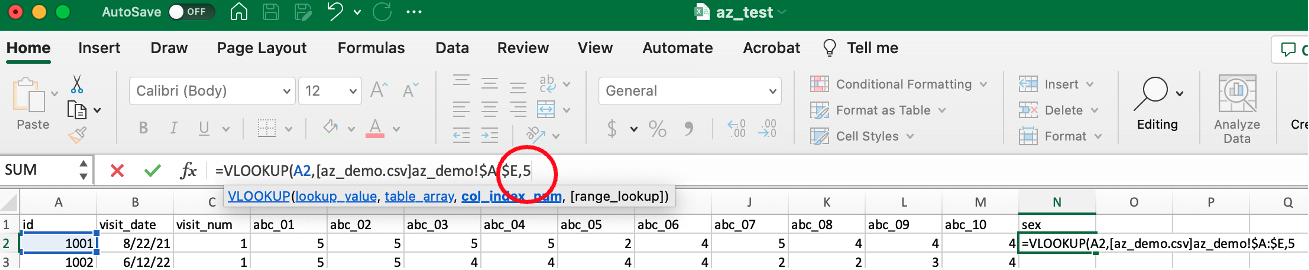 AutoSave OFF az_test
Home Insert Draw Page Layout Formulas Data Review View Automate Acrobat Tell me
Calibri (Body) 12 A A General Conditional Formatting Insert
Paste Format as Table Delete Editing Analyze
B I U A $ % Cell Styles Format Data
SUM fx =VLOOKUP(A2,[az_demo.csv]az_demo!$A:$E,5
VLOOKUP(lookup_value, table_array, col_index_num, [range_lookup])
A B C J K L M N O P Q
1 id visit_date visit_num abc_01 abc_02 abc_03 abc_04 abc_05 abc_06 abc_07 abc_08 abc_09 abc_10 sex
2 1001 8/22/21 1 5 5 5 5 2 4 5 4 4 4 =VLOOKUP(A2,[az_demo.csv]az_demo!$A:$E,5
3 1002 6/12/22 1 5 5 4 4 4 4 2 2 3 4